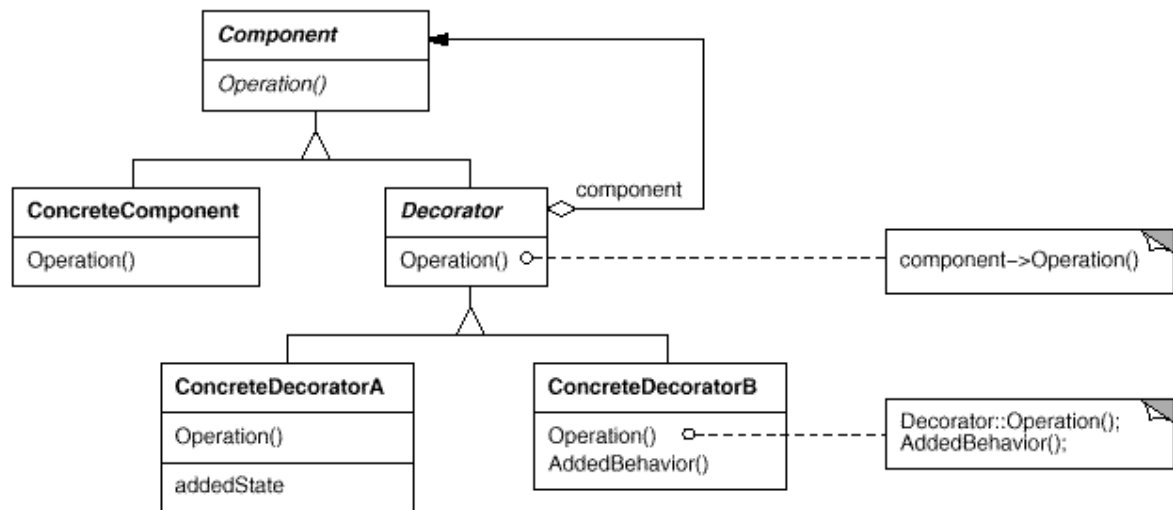 Component
Operation()
component
ConcreteComponent
Operation()
Decorator
Operation()
component–>Operation()
ConcreteDecoratorA
Operation()
addedState
ConcreteDecoratorB
Operation()
AddedBehavior()
Decorator::Operation();
AddedBehavior();